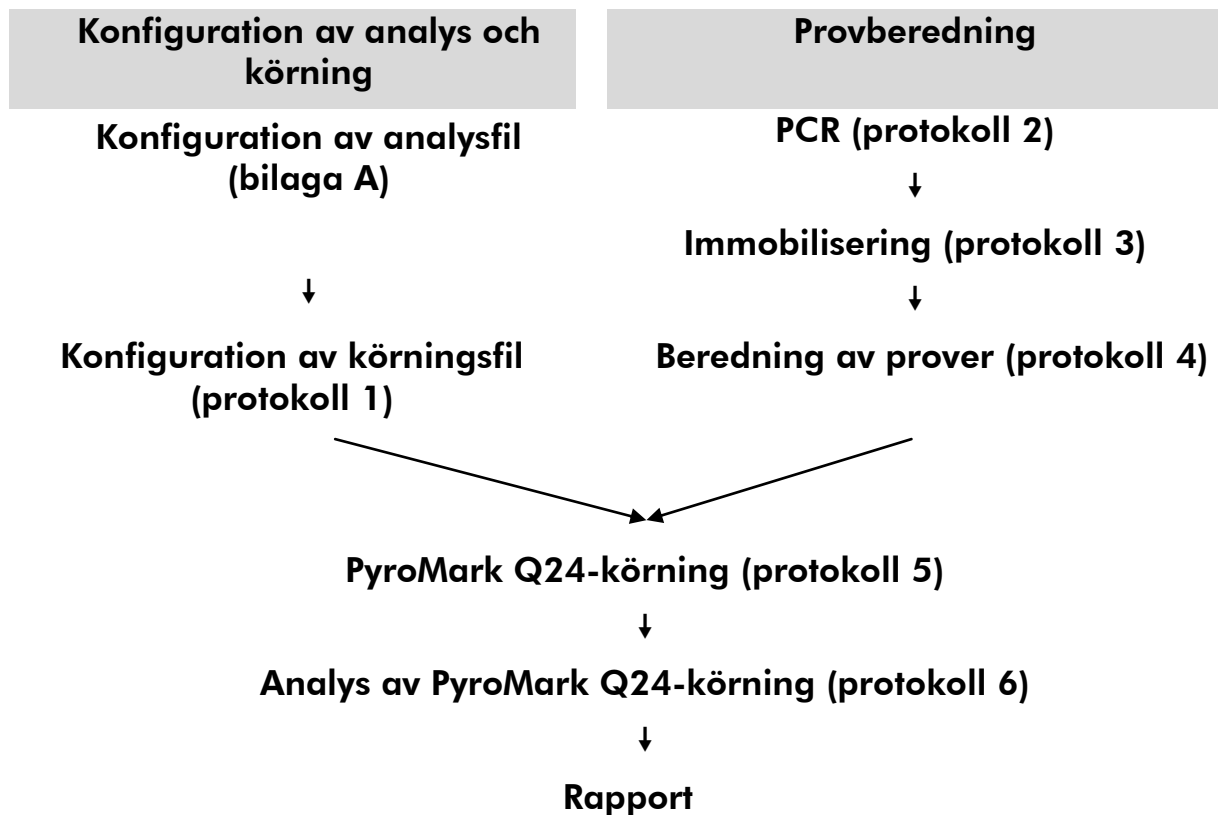 Konfiguration av analys och
körning
Konfiguration av analysfil
(bilaga A)
Konfiguration av körningsfil
(protokoll 1)
Provberedning
PCR (protokoll 2)
Immobilisering (protokoll 3)
Beredning av prover (protokoll 4)
PyroMark Q24-körning (protokoll 5)
Analys av PyroMark Q24-körning (protokoll 6)
Rapport